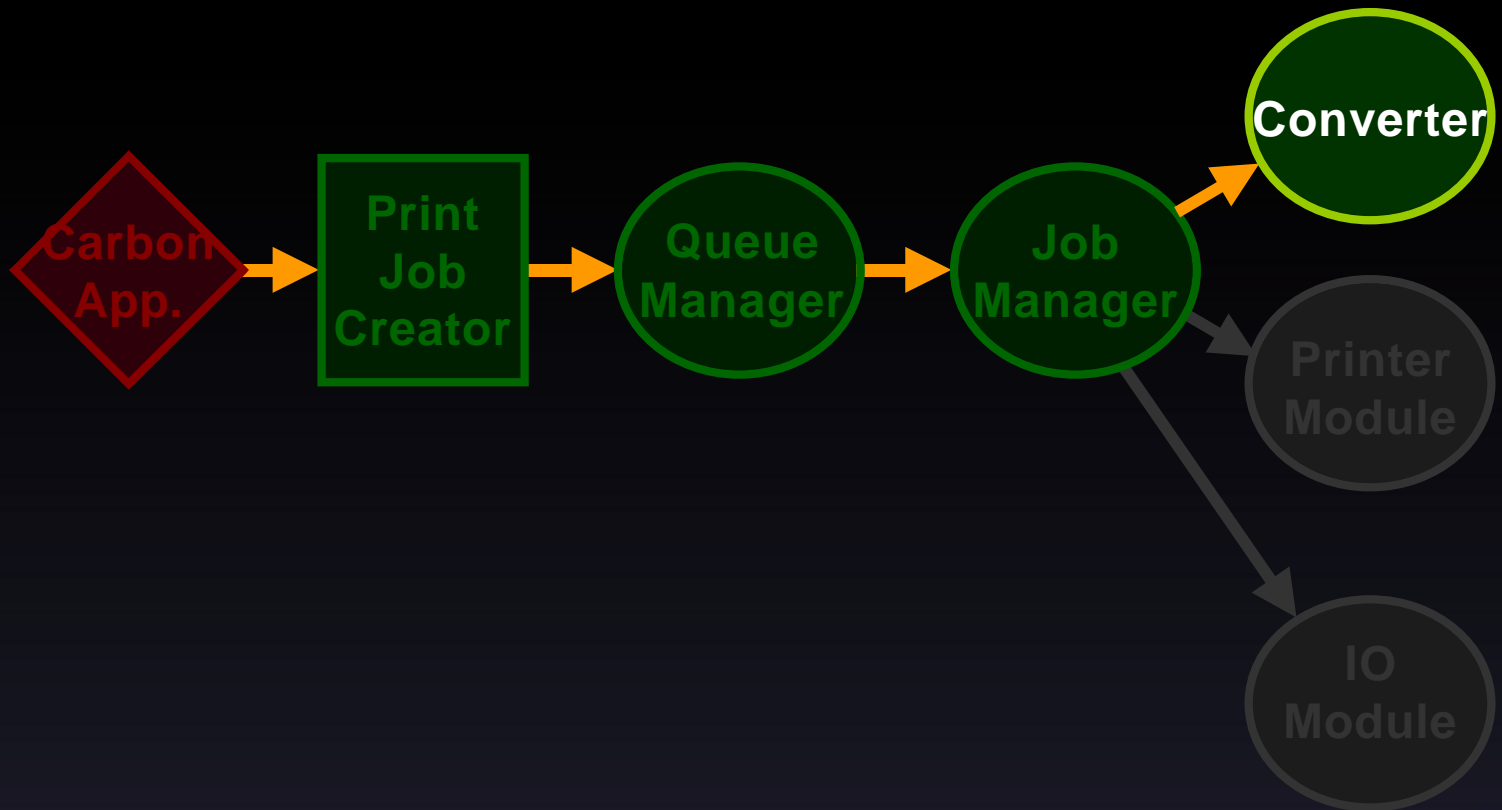 Carbon
App.
Print
Job
Creator
Queue
Manager
Job
Manager
Converter
Printer
Module
IO
Module